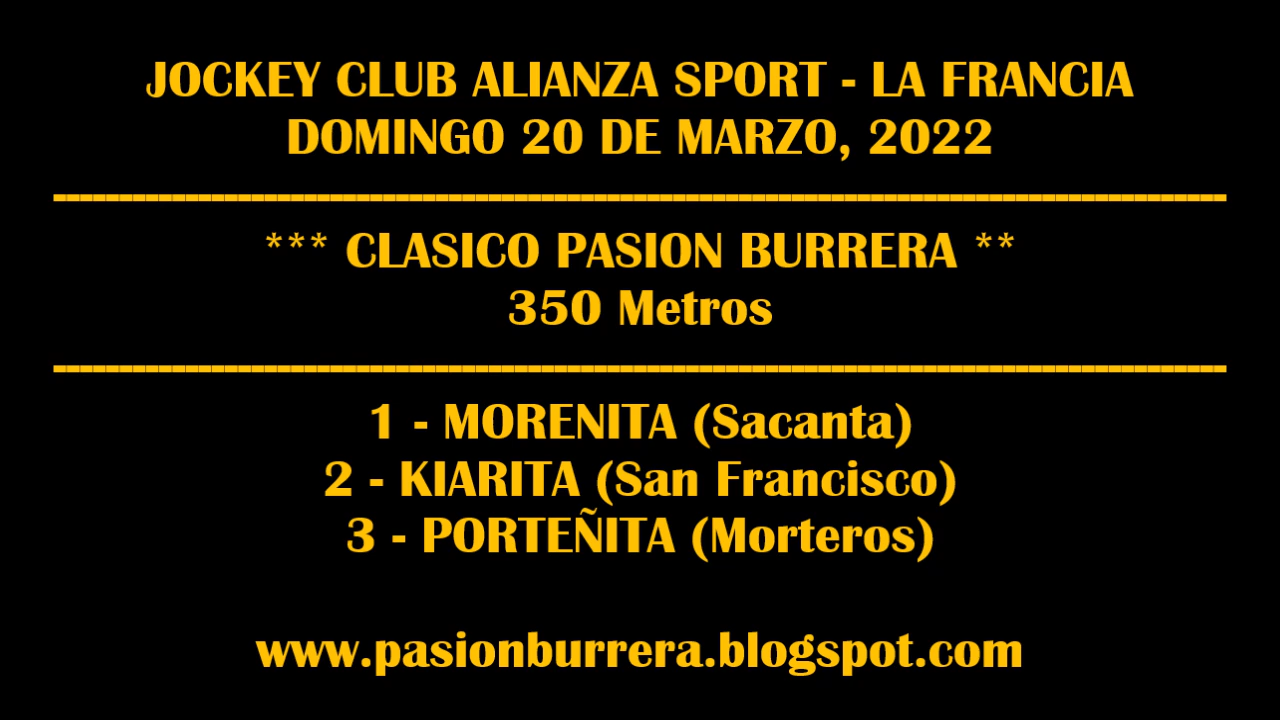 JOCKEY CLUB ALIANZA SPORT - LA FRANCIA
DOMINGO 20 DE MARZO, 2022
*** CLASICO PASION BURRERA **
350 Metros
1 - MORENITA (Sacanta)
2 - KIARITA (San Francisco)
3 - PORTEÑITA (Morteros)
www.pasionburrera.blogspot.com